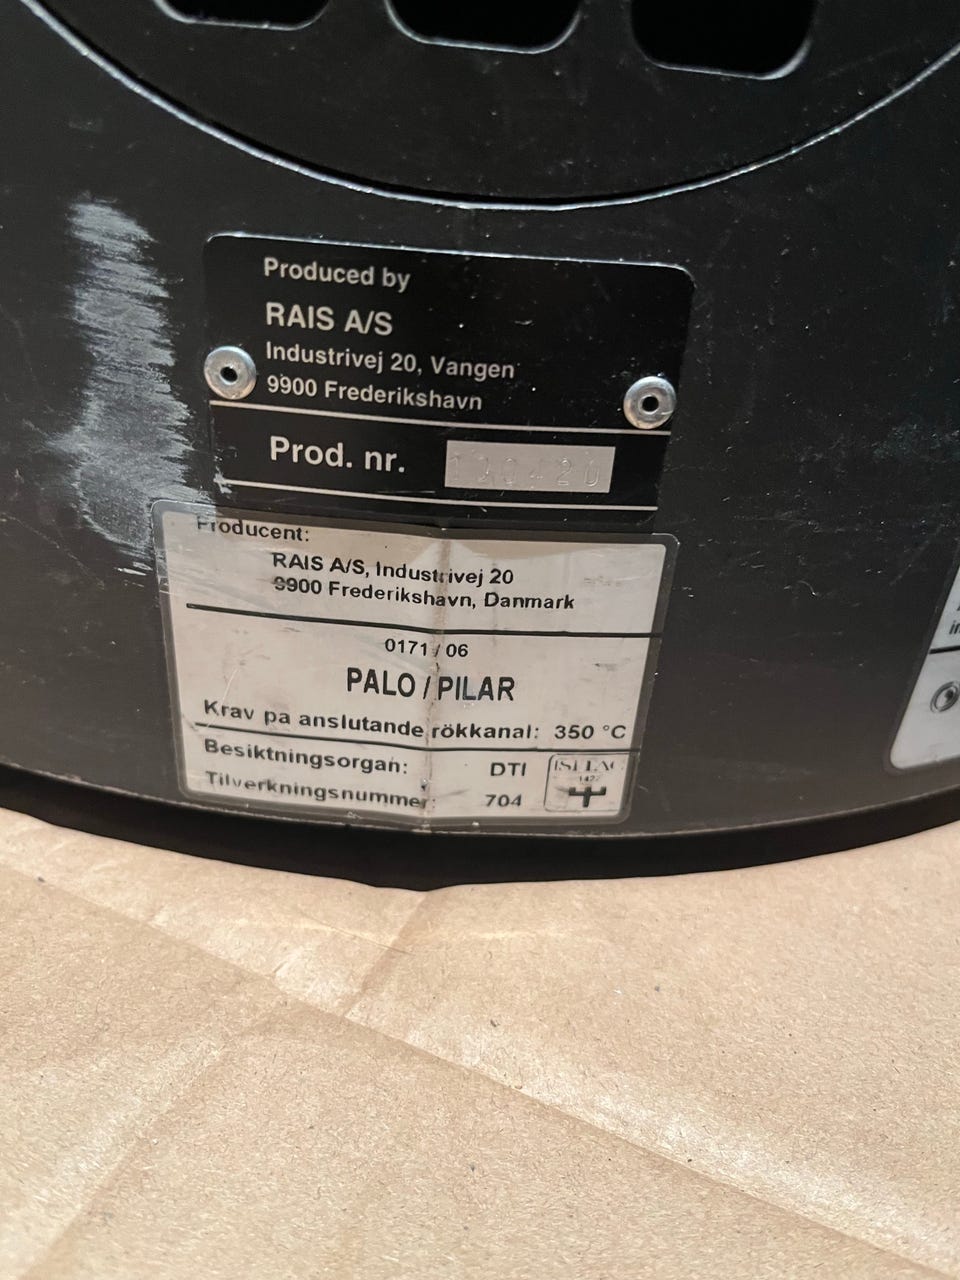 Produced by
RAIS A/S
Industrivej 20, Vangen
9900 Frederikshavn
Prod. nr.
Producent:
RAIS A/S, Industrivej 20
9900 Frederikshavn, Danmark
0171 / 06
PALO / PILAR
Krav pa anslutande rökkanal: 350 °C
Besiktningsorgan: DTI
Tilverkningsnummer: 704